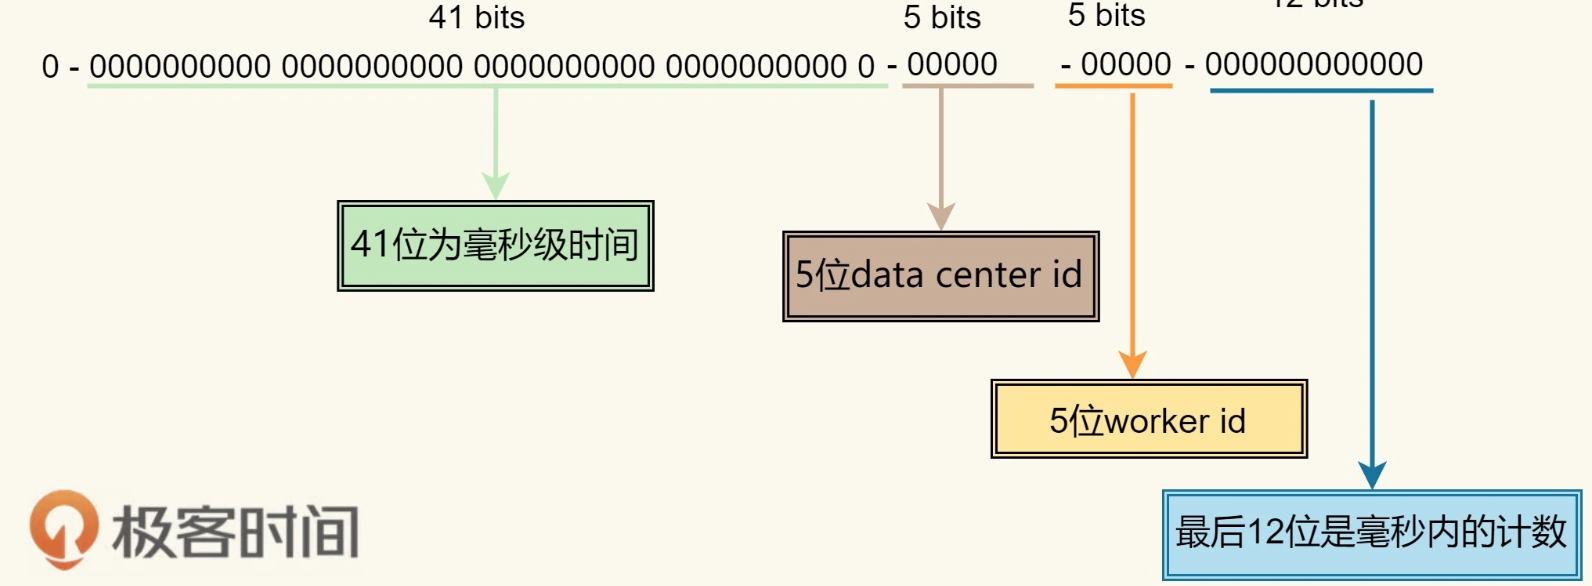 41 bits
5 bits
5 bits
12 bits
0 - 0000000000 0000000000 0000000000 0000000000 0 - 00000 - 00000 - 000000000000
41位为毫秒级时间
5位data center id
5位worker id
最后12位是毫秒内的计数
极客时间